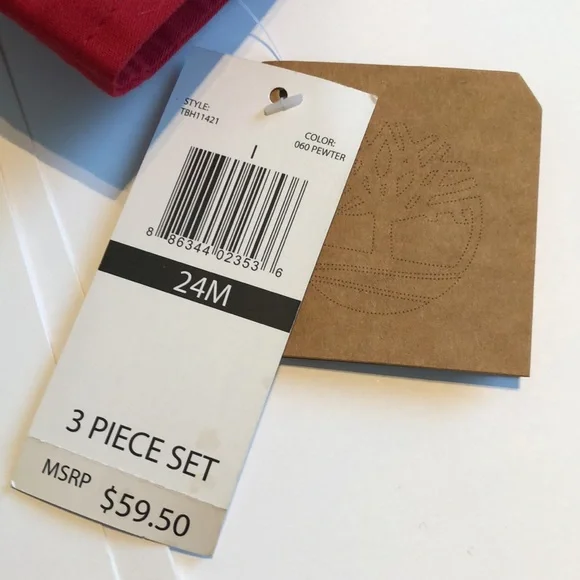 STYLE:
TBH11421
COLOR:
060 PEWTER
8 86344 02353 6
24M
3 PIECE SET
MSRP $59.50